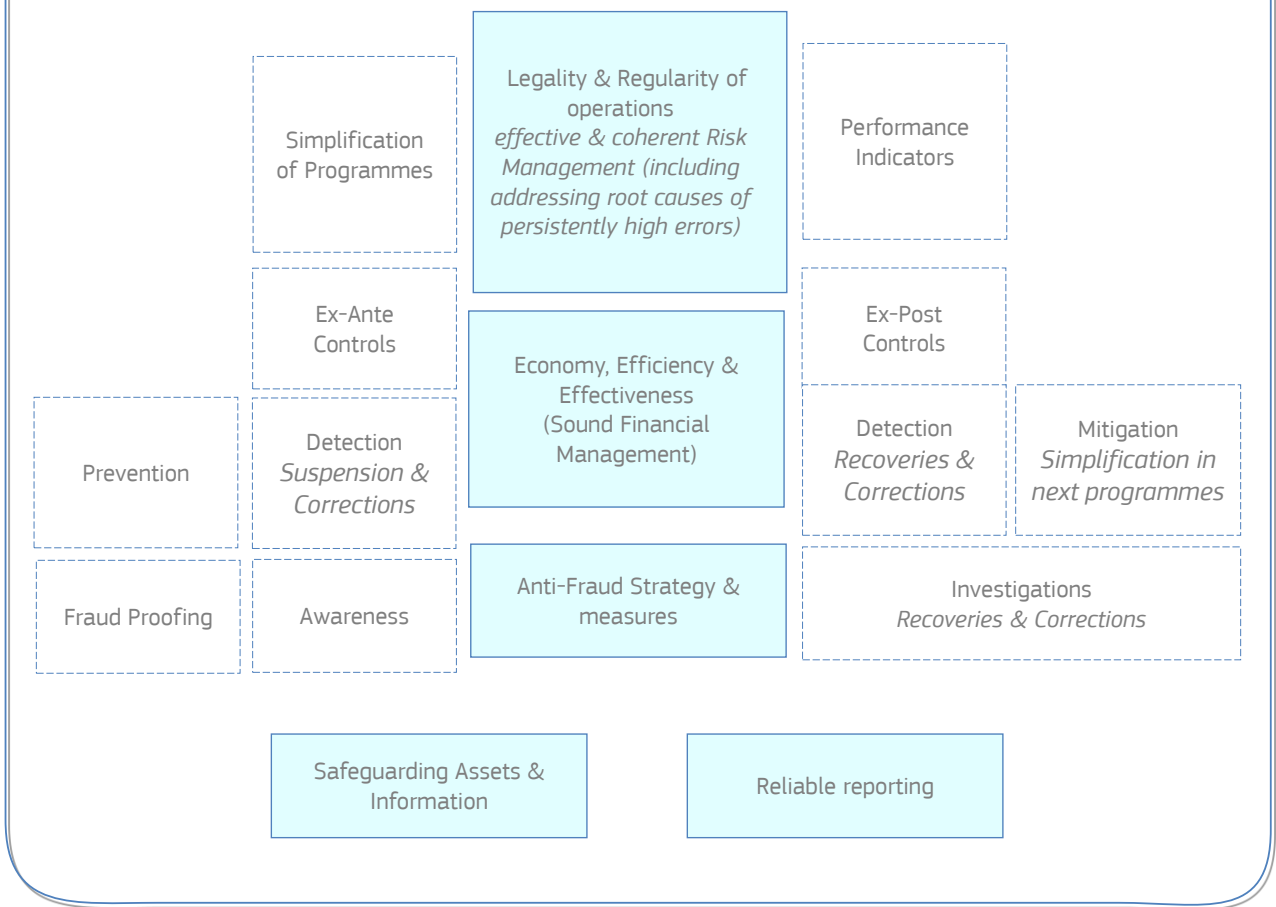 Legality & Regularity of
operations
effective & coherent Risk
Management (including
addressing root causes of
persistently high errors)
Simplification
of Programmes
Performance
Indicators
Ex-Ante
Controls
Economy, Efficiency &
Effectiveness
(Sound Financial
Management)
Ex-Post
Controls
Prevention
Detection
Suspension &
Corrections
Detection
Recoveries &
Corrections
Mitigation
Simplification in
next programmes
Fraud Proofing
Awareness
Anti-Fraud Strategy &
measures
Investigations
Recoveries & Corrections
Safeguarding Assets &
Information
Reliable reporting